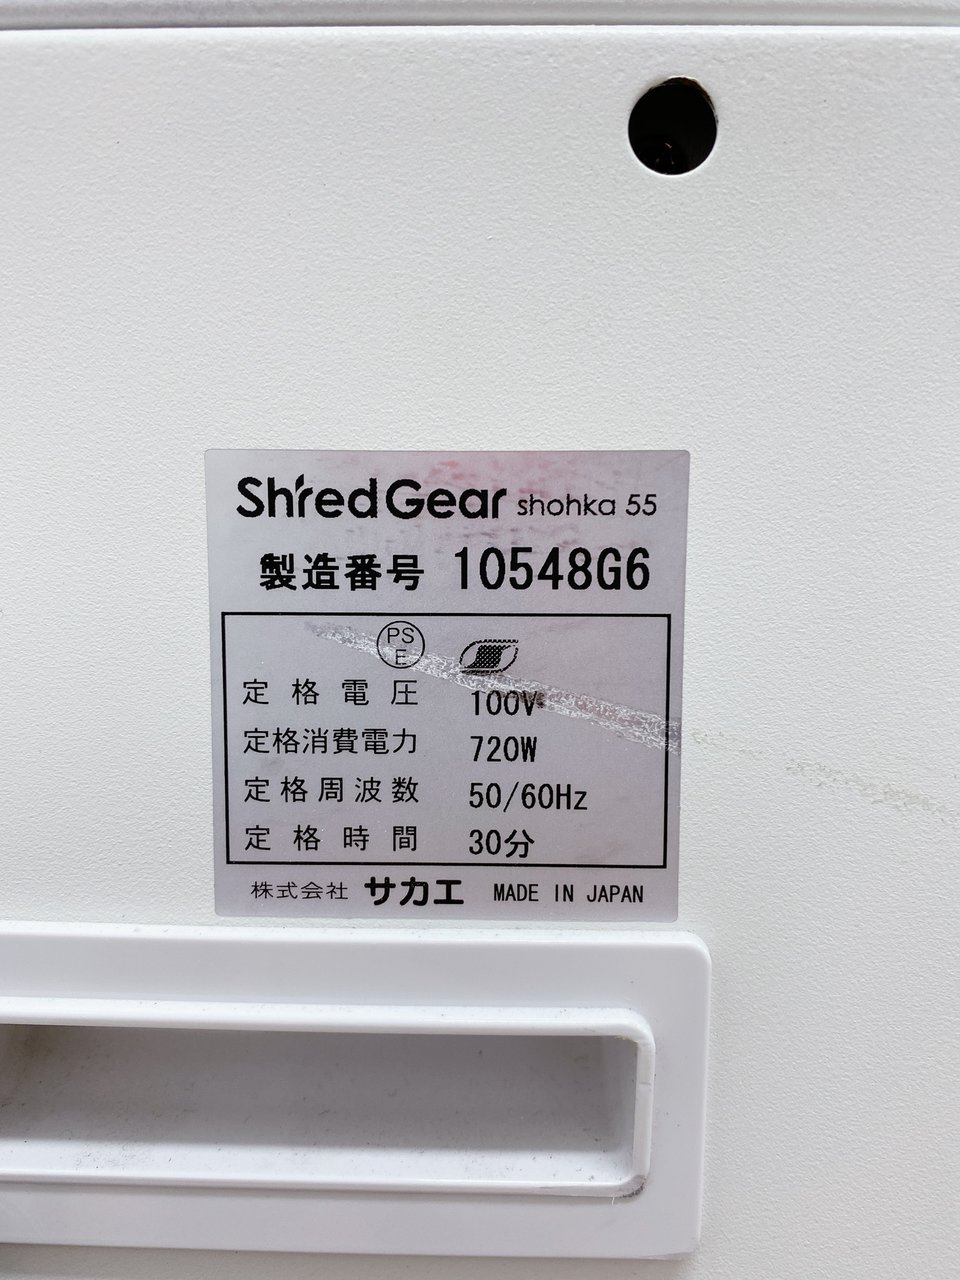 ShredGear shohka 55
製造番号 10548G6
PS
E
定格電圧 100V
定格消費電力 720W
定格周波数 50/60Hz
定格時間 30分
株式会社 サカエ MADE IN JAPAN